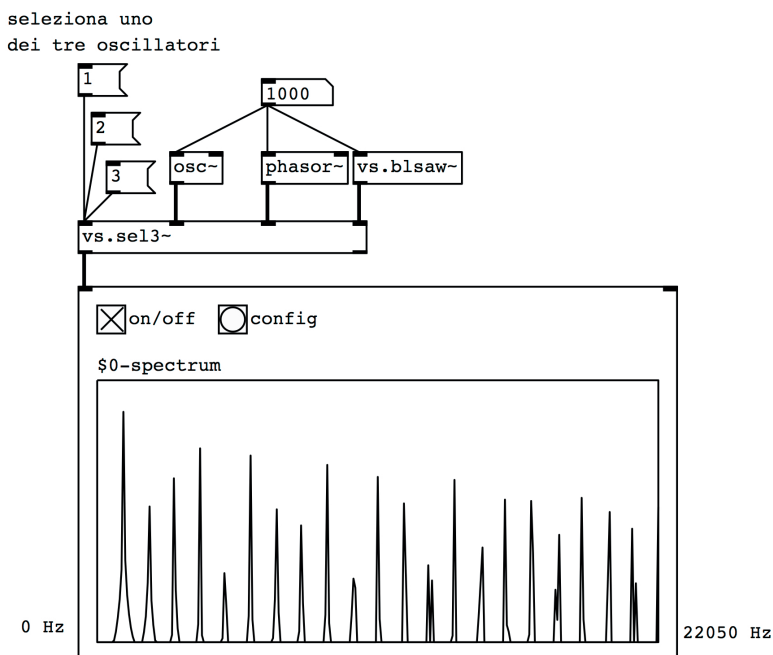 seleziona uno
dei tre oscillatori
1
1000
2
3
osc~
phasor~
vs.blsaw~
vs.sel3~
on/off
config
$0-spectrum
0 Hz
22050 Hz